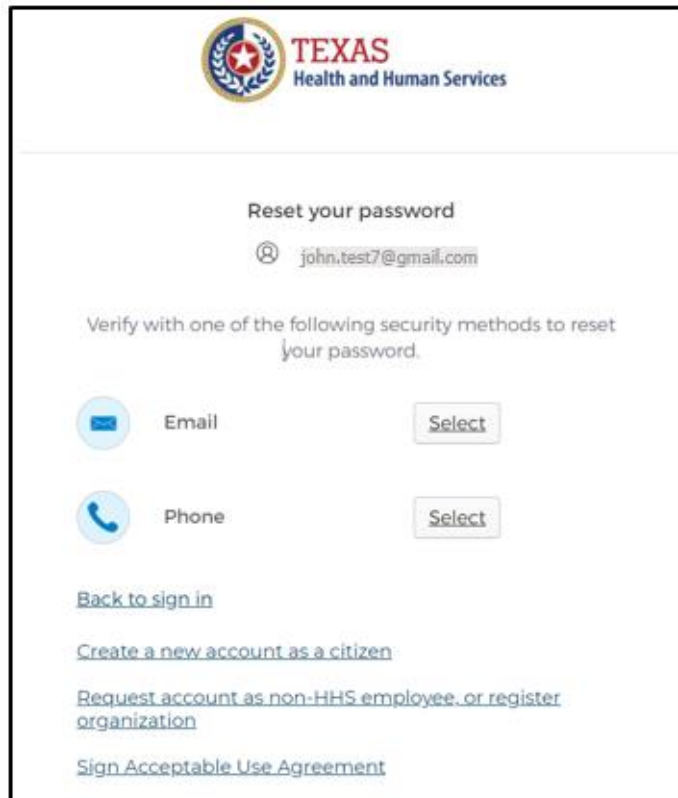 TEXAS
Health and Human Services
Reset your password
john.test7@gmail.com
Verify with one of the following security methods to reset
your password.
Email
Select
Phone
Select
Back to sign in
Create a new account as a citizen
Request account as non-HHS employee, or register
organization
Sign Acceptable Use Agreement